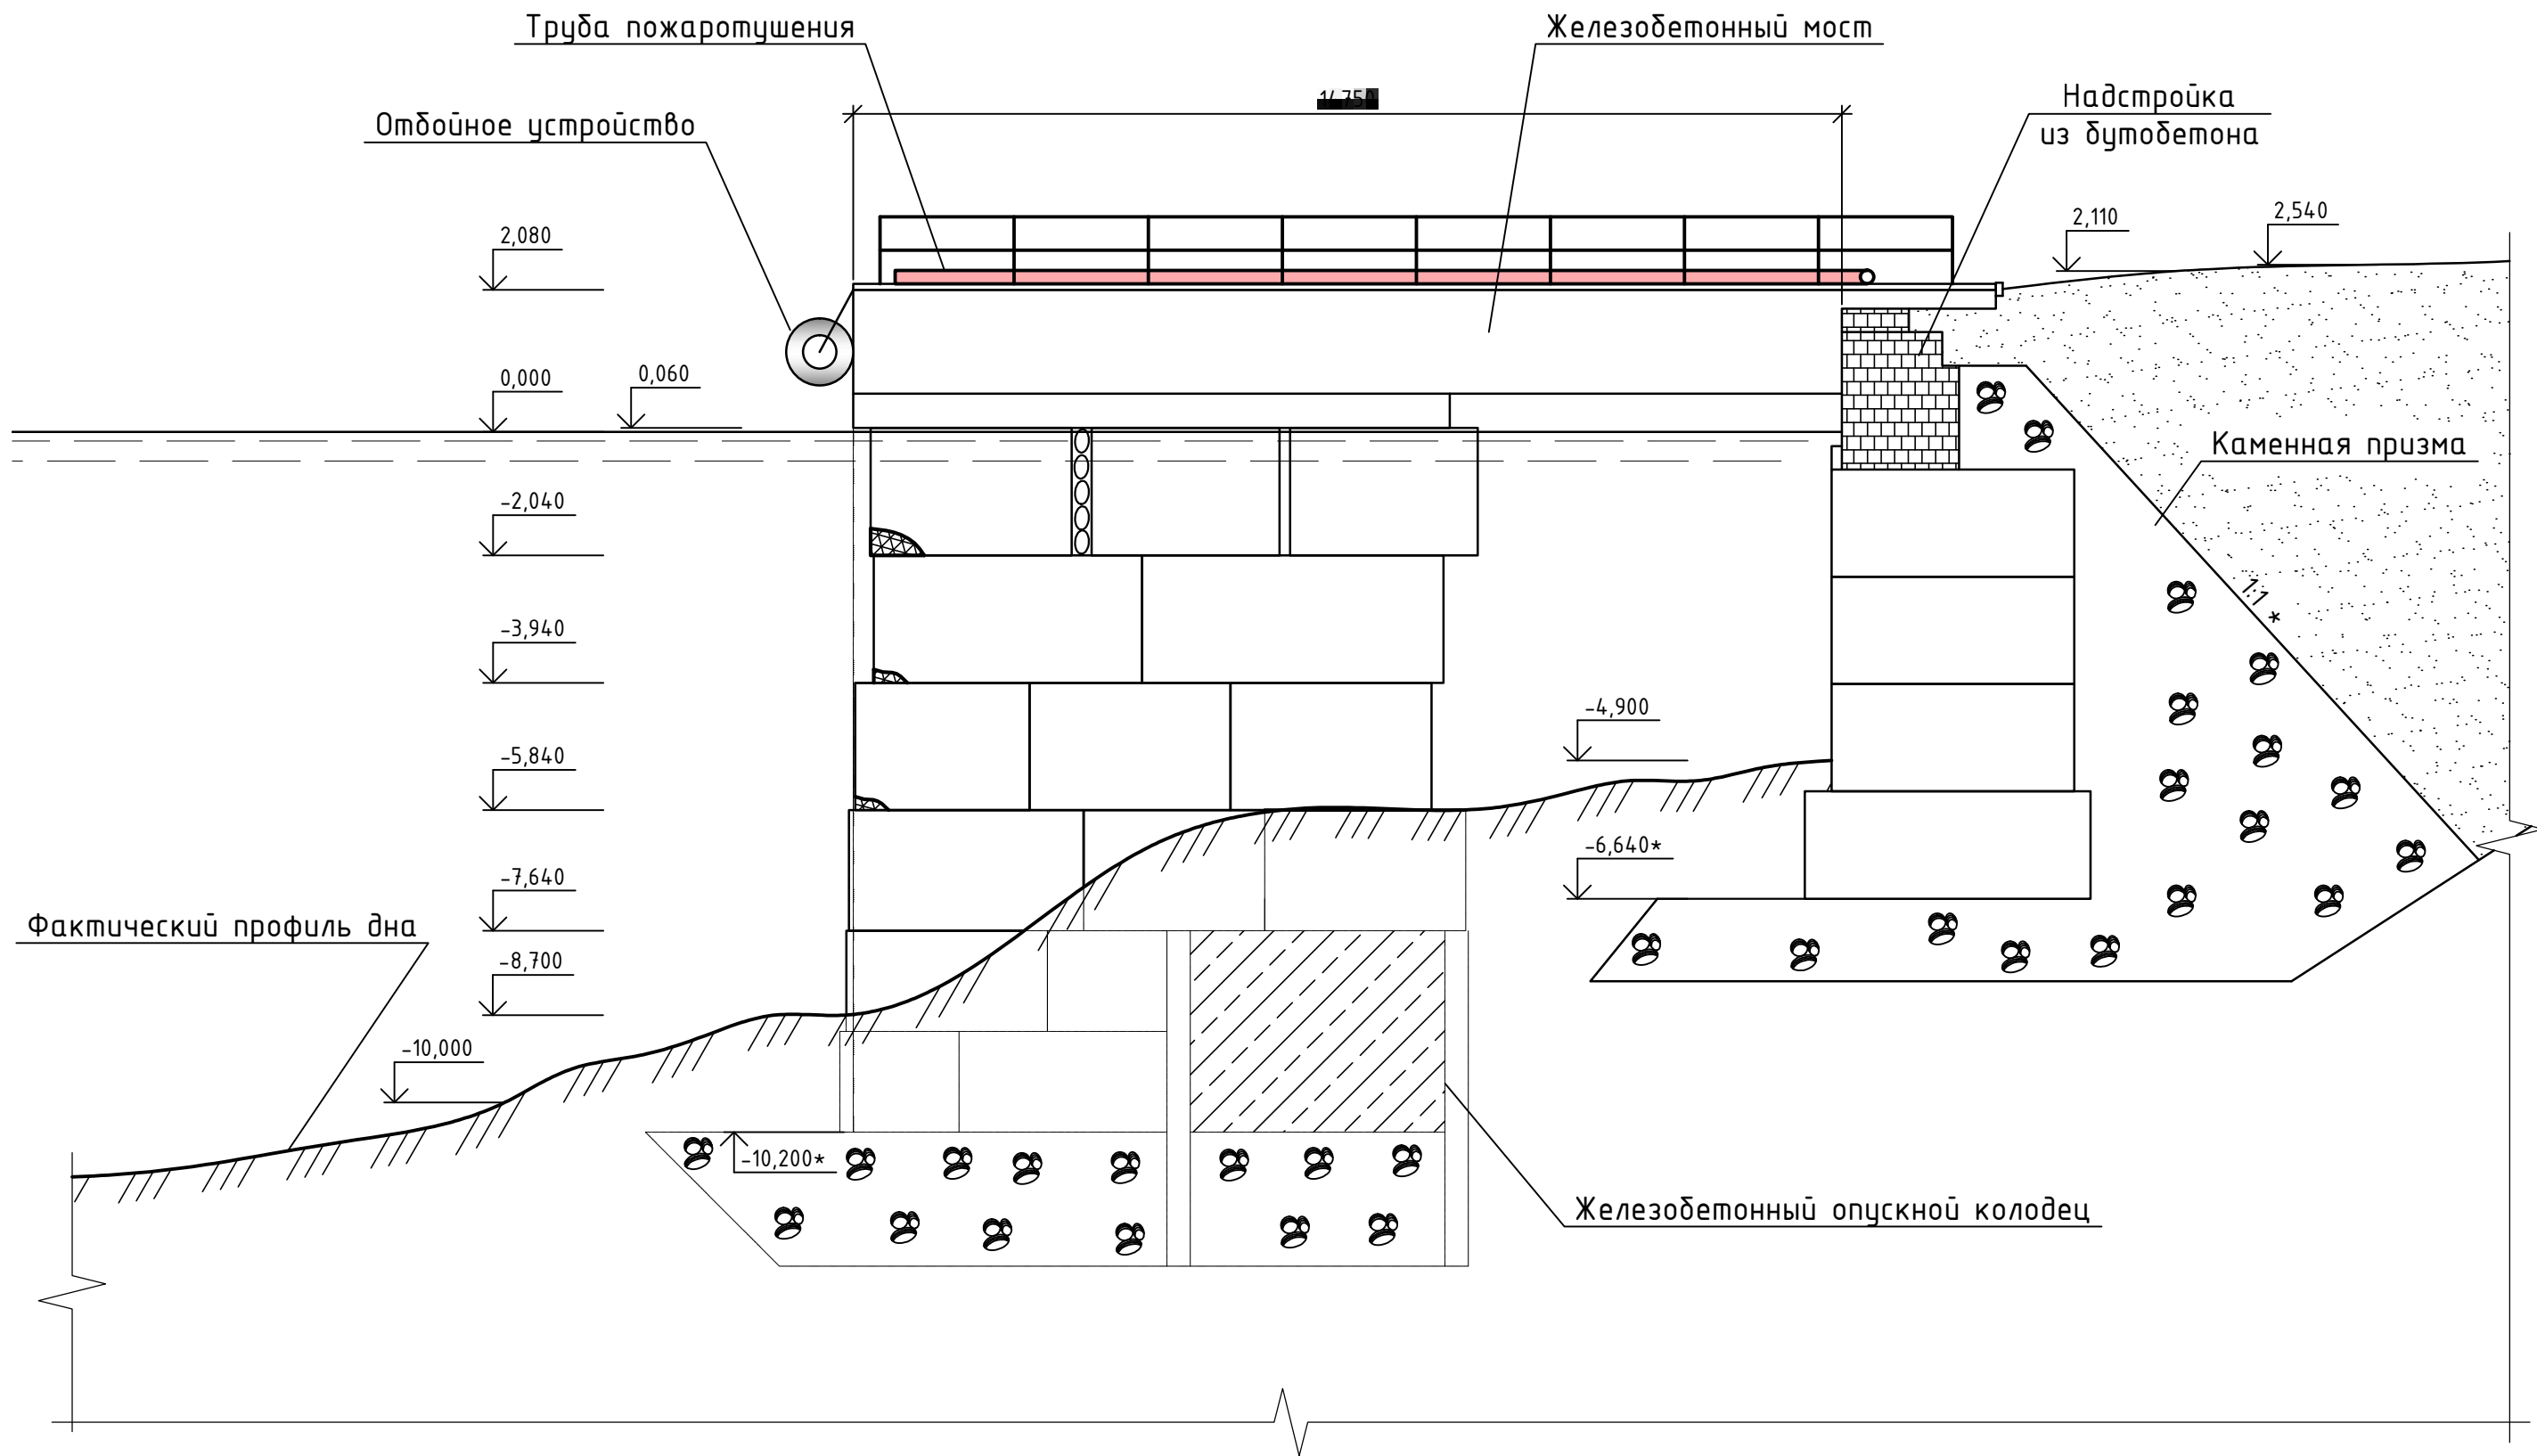 Труба пожаротушения
Железобетонный мост
Надстройка
из бутобетона
Отбойное устройство
2,080
2,110
2,540
0,000
0,060
Каменная призма
-2,040
1:1 *
-3,940
-4,900
-5,840
-6,640*
-7,640
Фактический профиль дна
-8,700
-10,000
-10,200*
Железобетонный опускной колодец